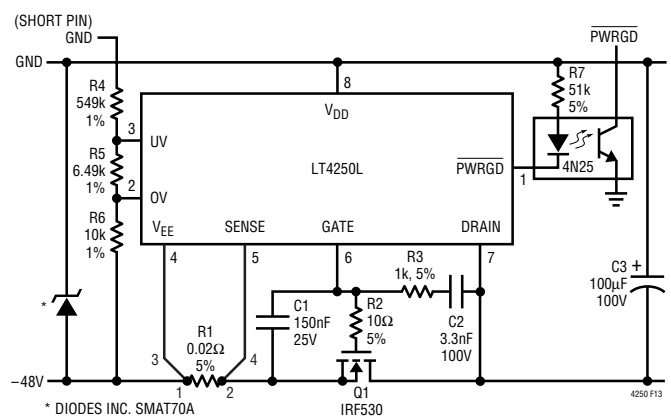 (SHORT PIN)
GND
GND
PWRGD
R4
549k
1%
R5
6.49k
1%
R6
10k
1%
3
UV
2
OV
8
VDD
LT4250L
PWRGD
1
R7
51k
5%
4N25
VEE
4
SENSE
5
GATE
6
DRAIN
7
R3
1k, 5%
C1
150nF
25V
R2
10Ω
5%
C2
3.3nF
100V
C3
+
100µF
100V
*
R1
0.02Ω
5%
3
4
1
2
–48V
Q1
IRF530
* DIODES INC. SMAT70A
4250 F13